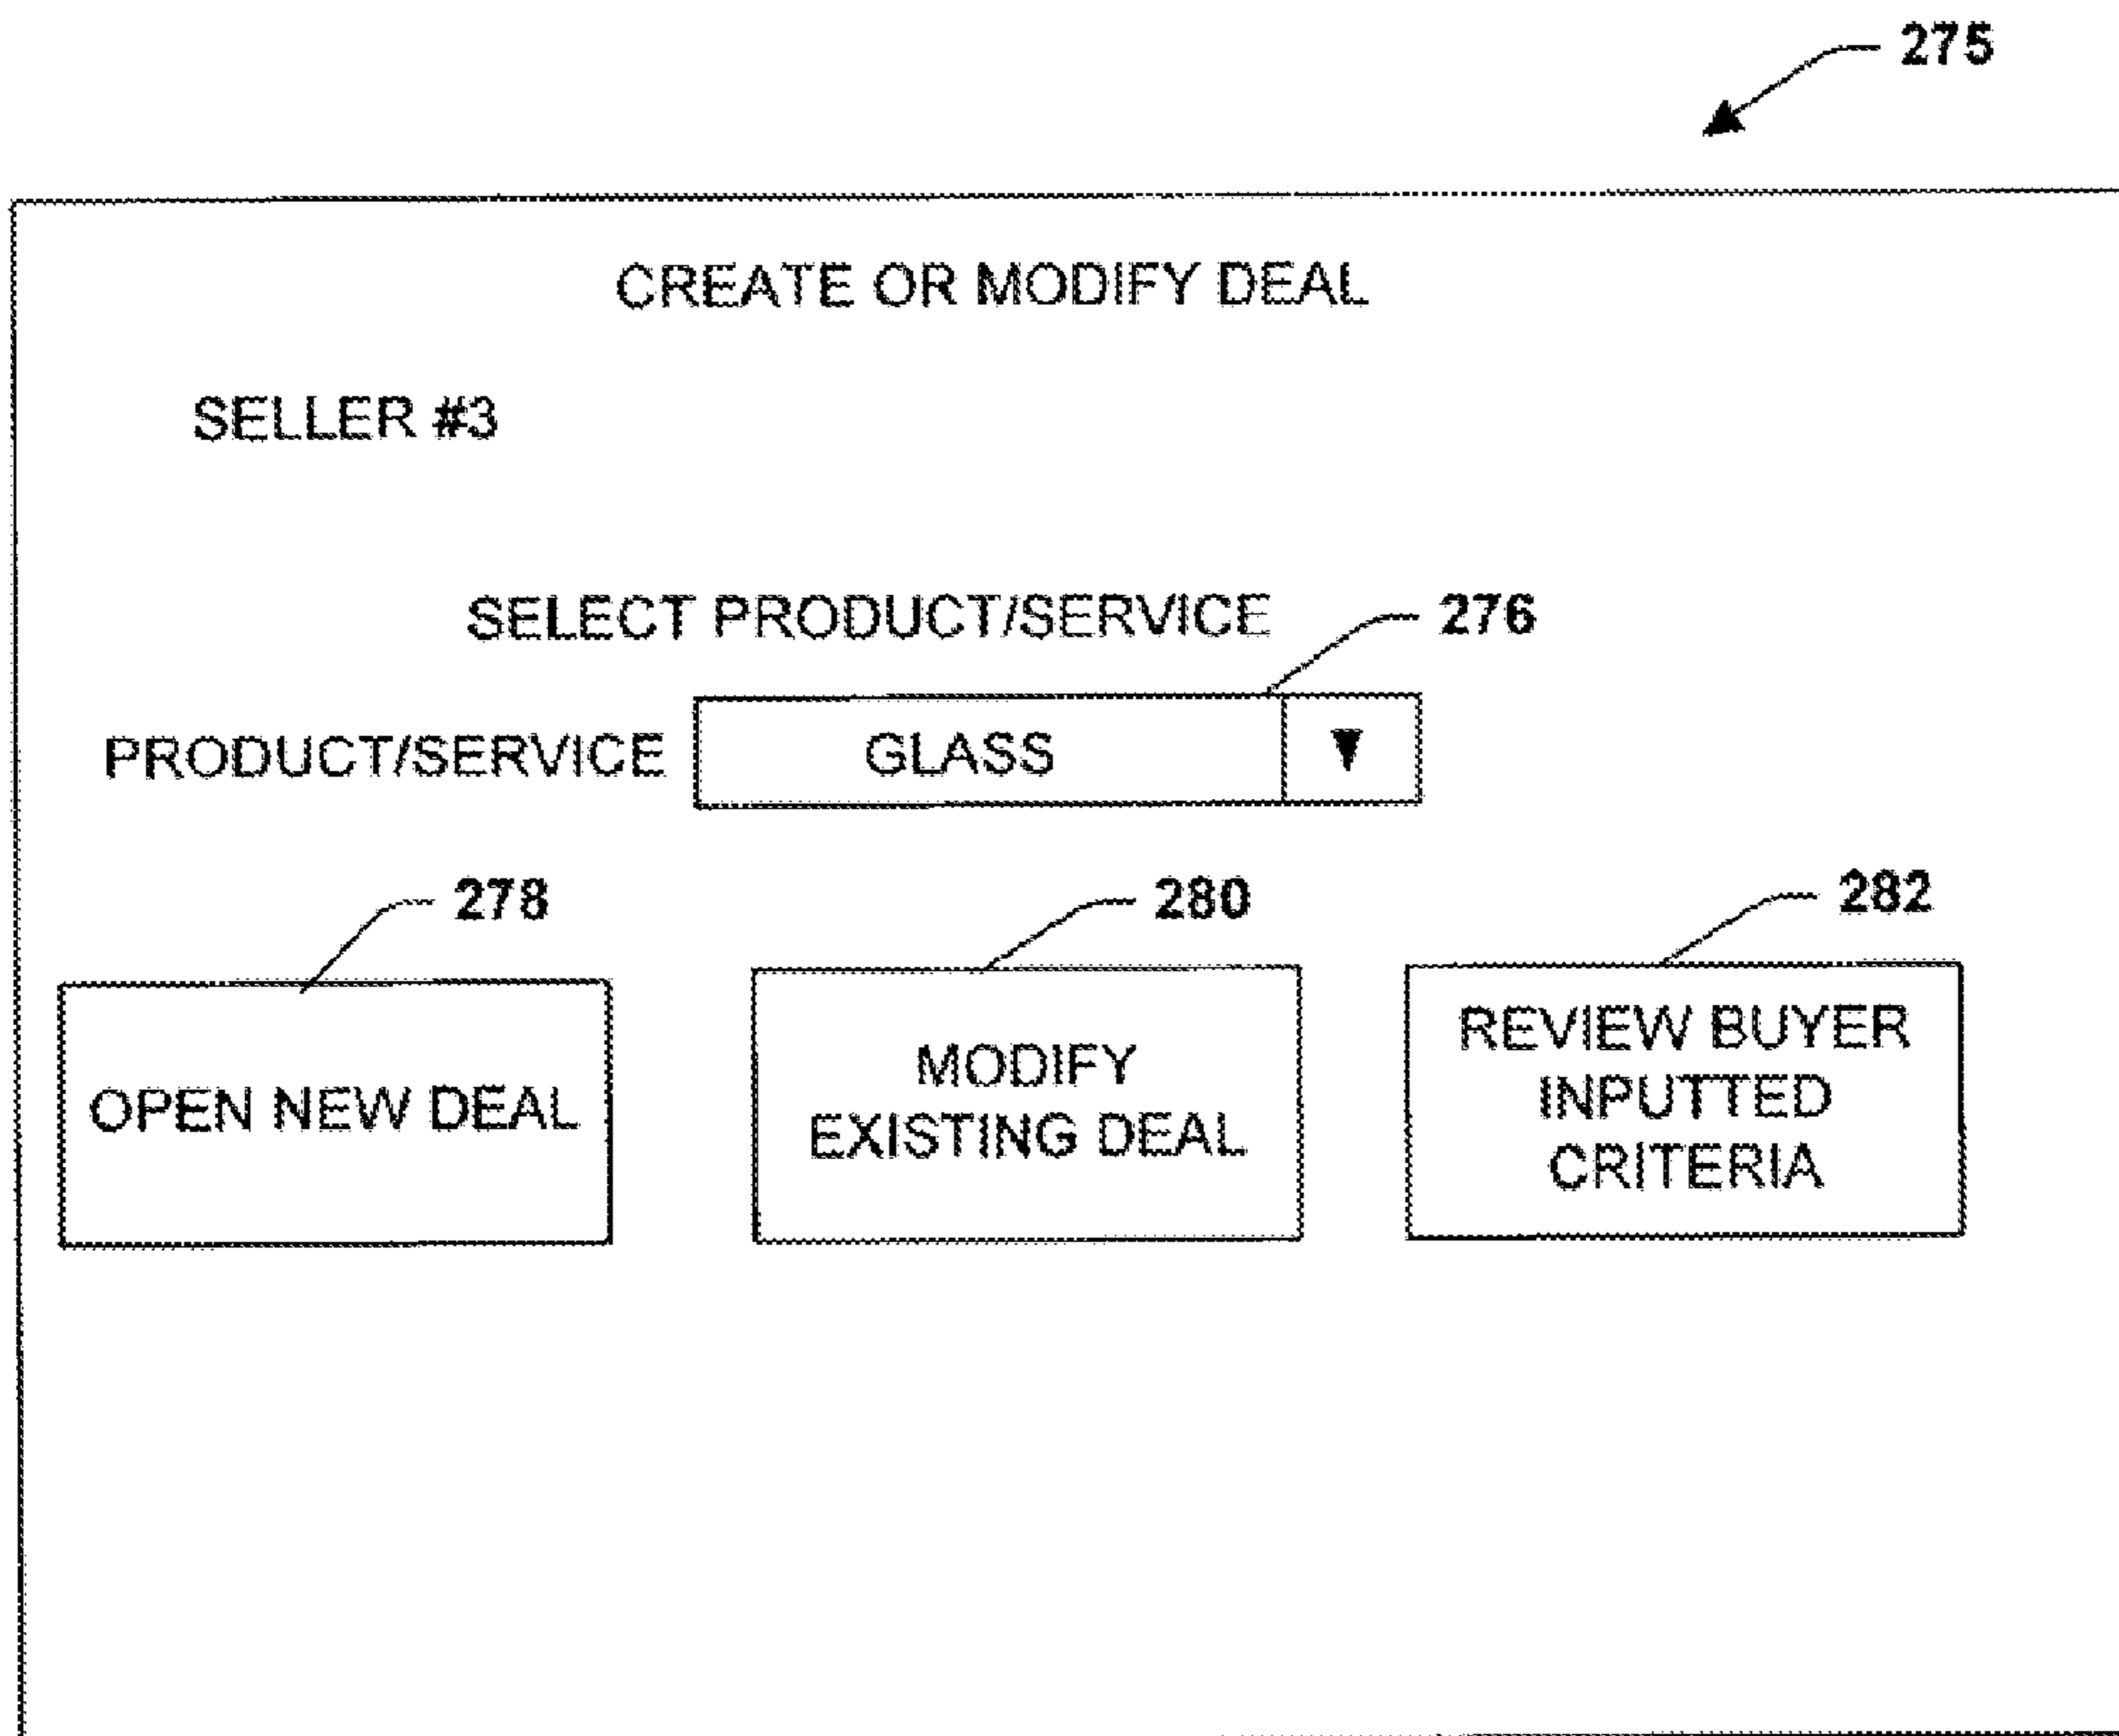 275
CREATE OR MODIFY DEAL
SELLER #3
SELECT PRODUCT/SERVICE
276
PRODUCT/SERVICE
GLASS
278
280
282
OPEN NEW DEAL
MODIFY
EXISTING DEAL
REVIEW BUYER
INPUTTED
CRITERIA